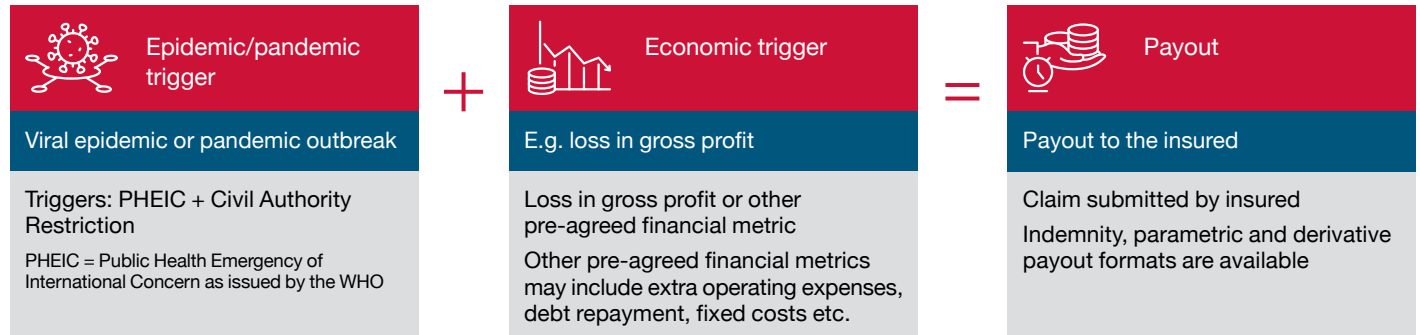 Epidemic/pandemic
trigger
Viral epidemic or pandemic outbreak
Triggers: PHEIC + Civil Authority
Restriction
PHEIC = Public Health Emergency of
International Concern as issued by the WHO
+
Economic trigger
E.g. loss in gross profit
Loss in gross profit or other
pre-agreed financial metric
Other pre-agreed financial metrics
may include extra operating expenses,
debt repayment, fixed costs etc.
=
Payout
Payout to the insured
Claim submitted by insured
Indemnity, parametric and derivative
payout formats are available